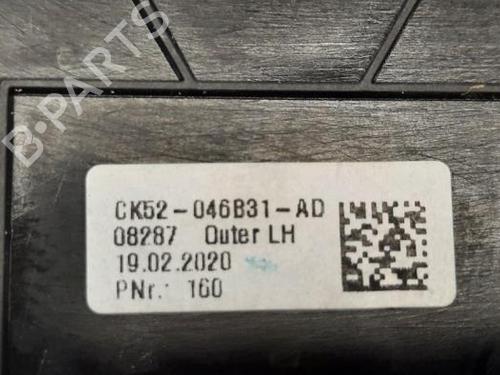 B-PARTS
CK52-046B31-AD
08287 Outer LH
19.02.2020
PNr.: 160